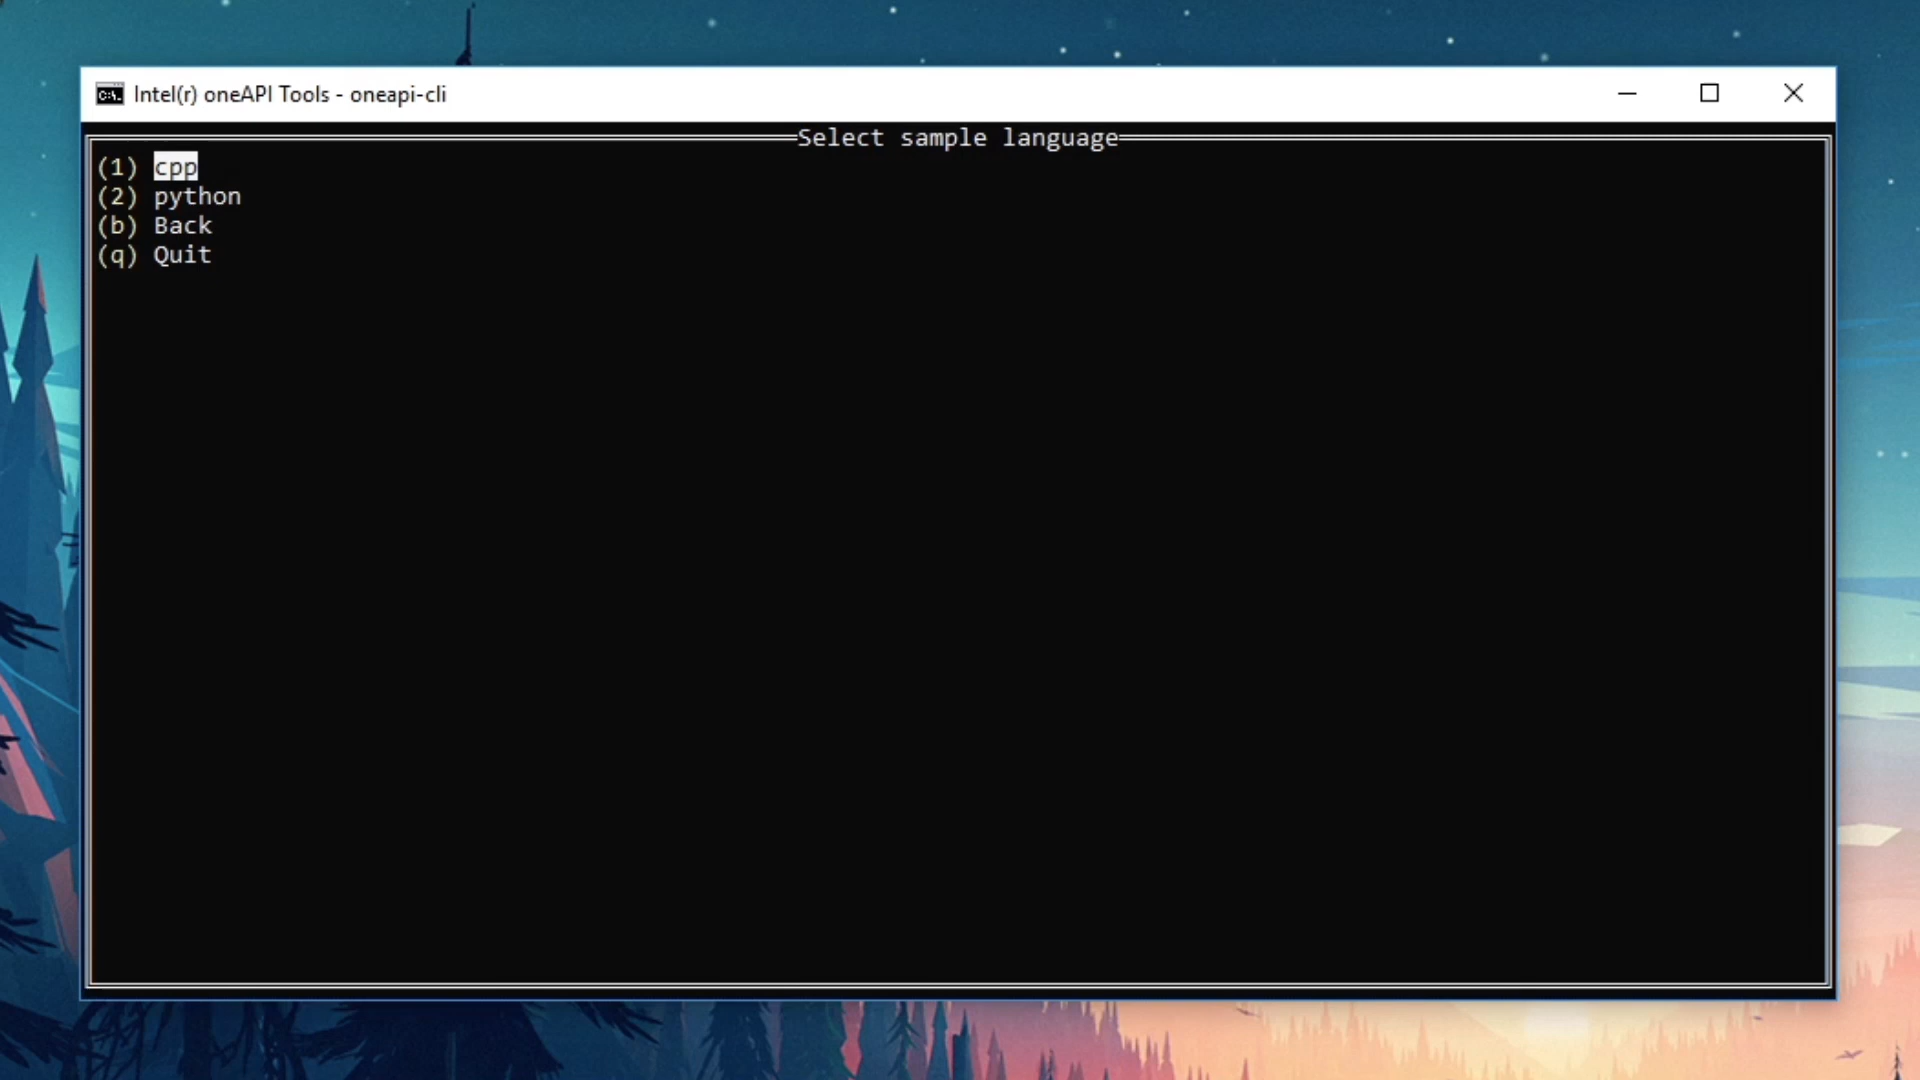 Intel(r) oneAPI Tools - oneapi-cli
Select sample language
(1) cpp
(2) python
(b) Back
(q) Quit